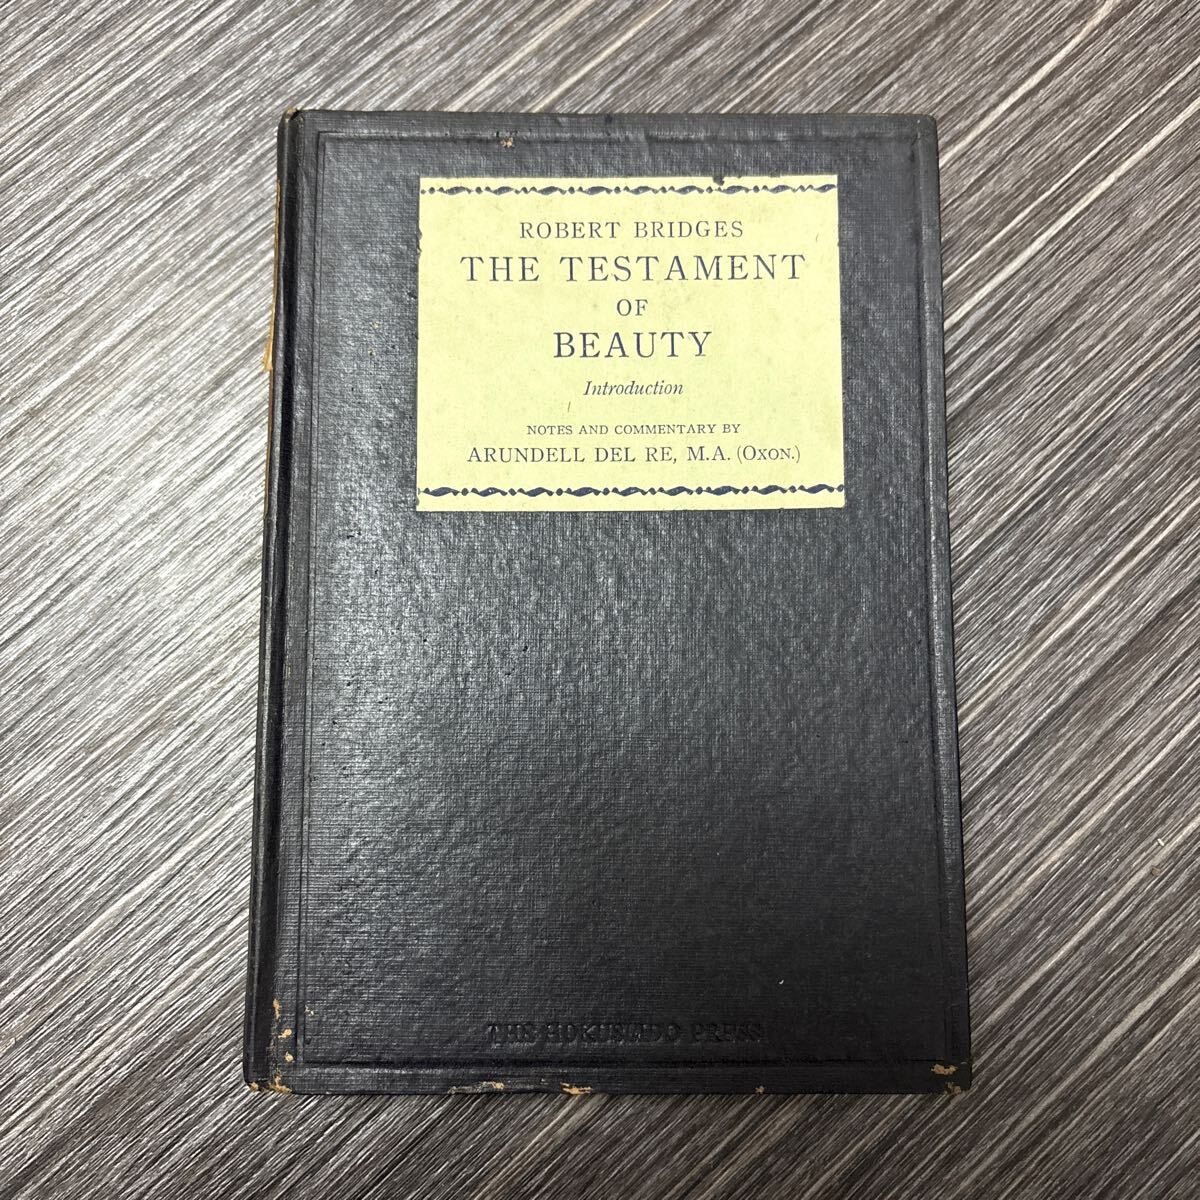 ROBERT BRIDGES
THE TESTAMENT
OF
BEAUTY
Introduction
NOTES AND COMMENTARY BY
ARUNDELL DEL RE, M.A. (OXON.)
THE HOKUSEIDO PRESS